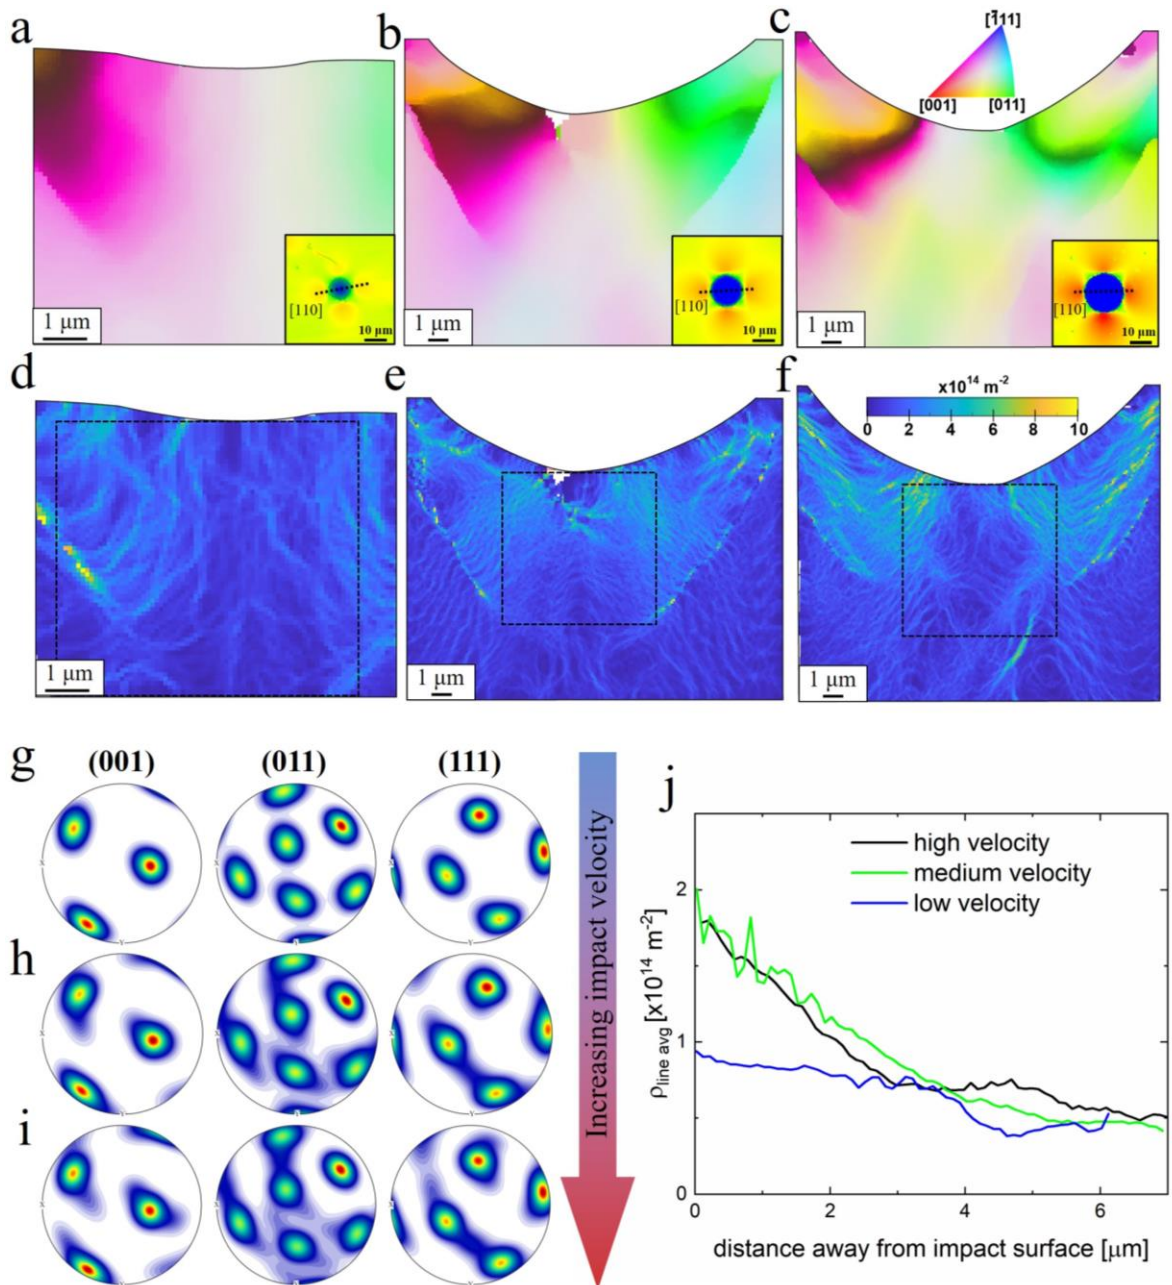 a
b
c
[1̄11]
[001]
[011]
[110]
10 μm
1 μm
[110]
10 μm
1 μm
[110]
10 μm
1 μm
d
e
f
x10¹⁴ m⁻²
0 2 4 6 8 10
1 μm
1 μm
1 μm
g
(001)
(011)
(111)
h
i
Increasing impact velocity
j
high velocity
medium velocity
low velocity
ρline avg [x10¹⁴ m⁻²]
2
1
0
0 2 4 6
distance away from impact surface [μm]